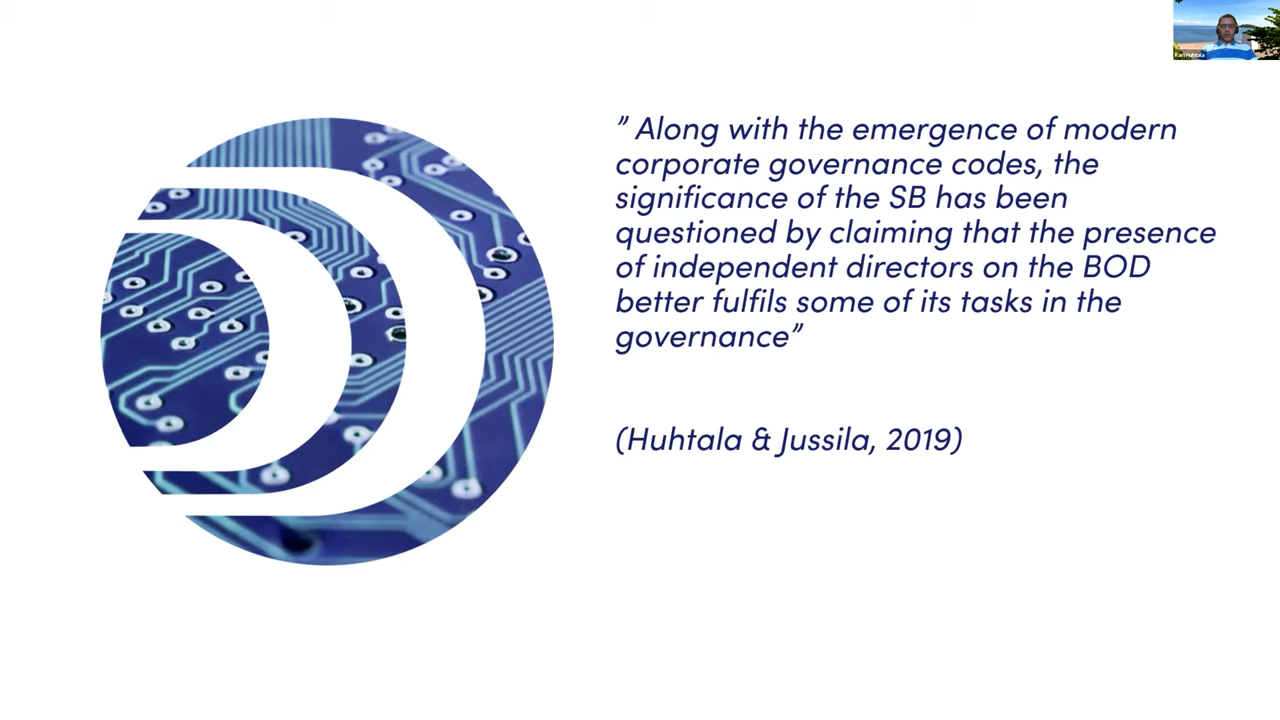 Kari Huhtala
” Along with the emergence of modern
corporate governance codes, the
significance of the SB has been
questioned by claiming that the presence
of independent directors on the BOD
better fulfils some of its tasks in the
governance”
(Huhtala & Jussila, 2019)